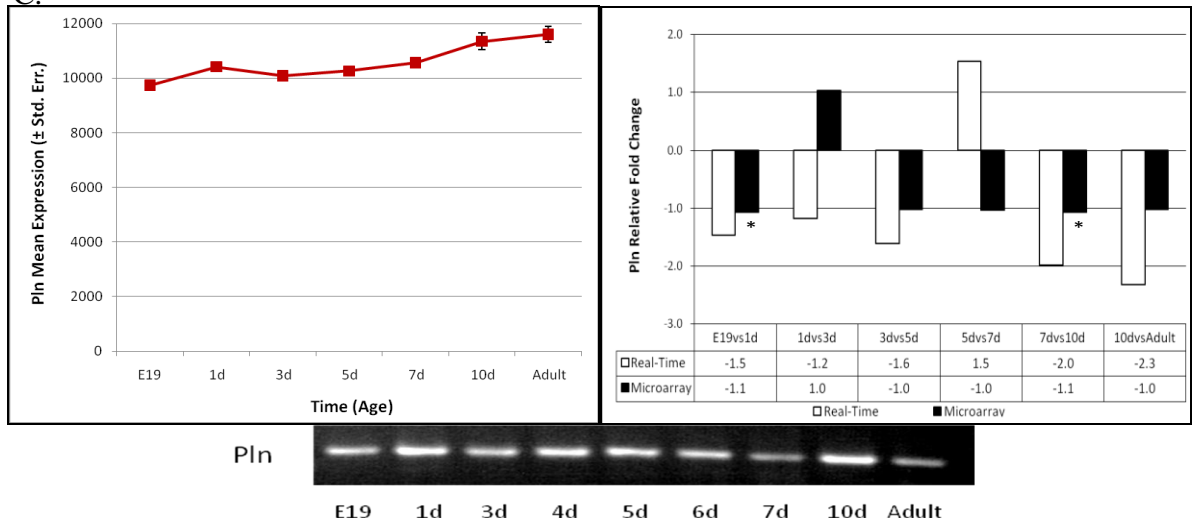 C.
12000
10000
8000
6000
4000
2000
0
Pln Mean Expression (± Std. Err.)
E19 1d 3d 5d 7d 10d Adult
Time (Age)
2.0
1.0
0.0
-1.0
-2.0
-3.0
Pln Relative Fold Change
* *
E19vs1d 1dvs3d 3dvs5d 5dvs7d 7dvs10d 10dvsAdult
Real-Time -1.5 -1.2 -1.6 1.5 -2.0 -2.3
Microarray -1.1 1.0 -1.0 -1.0 -1.1 -1.0
Real-Time Microarray
Pln
E19 1d 3d 4d 5d 6d 7d 10d Adult